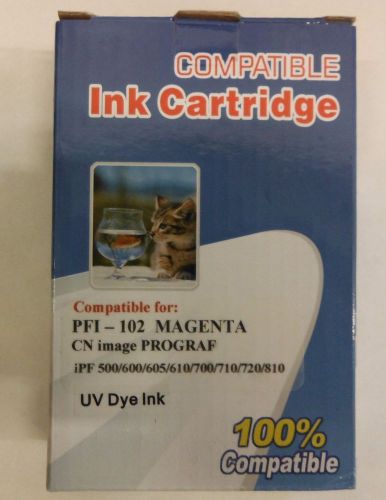 COMPATIBLE
Ink Cartridge
Compatible for:
PFI – 102 MAGENTA
CN image PROGRAF
iPF 500/600/605/610/700/710/720/810
UV Dye Ink
100%
Compatible